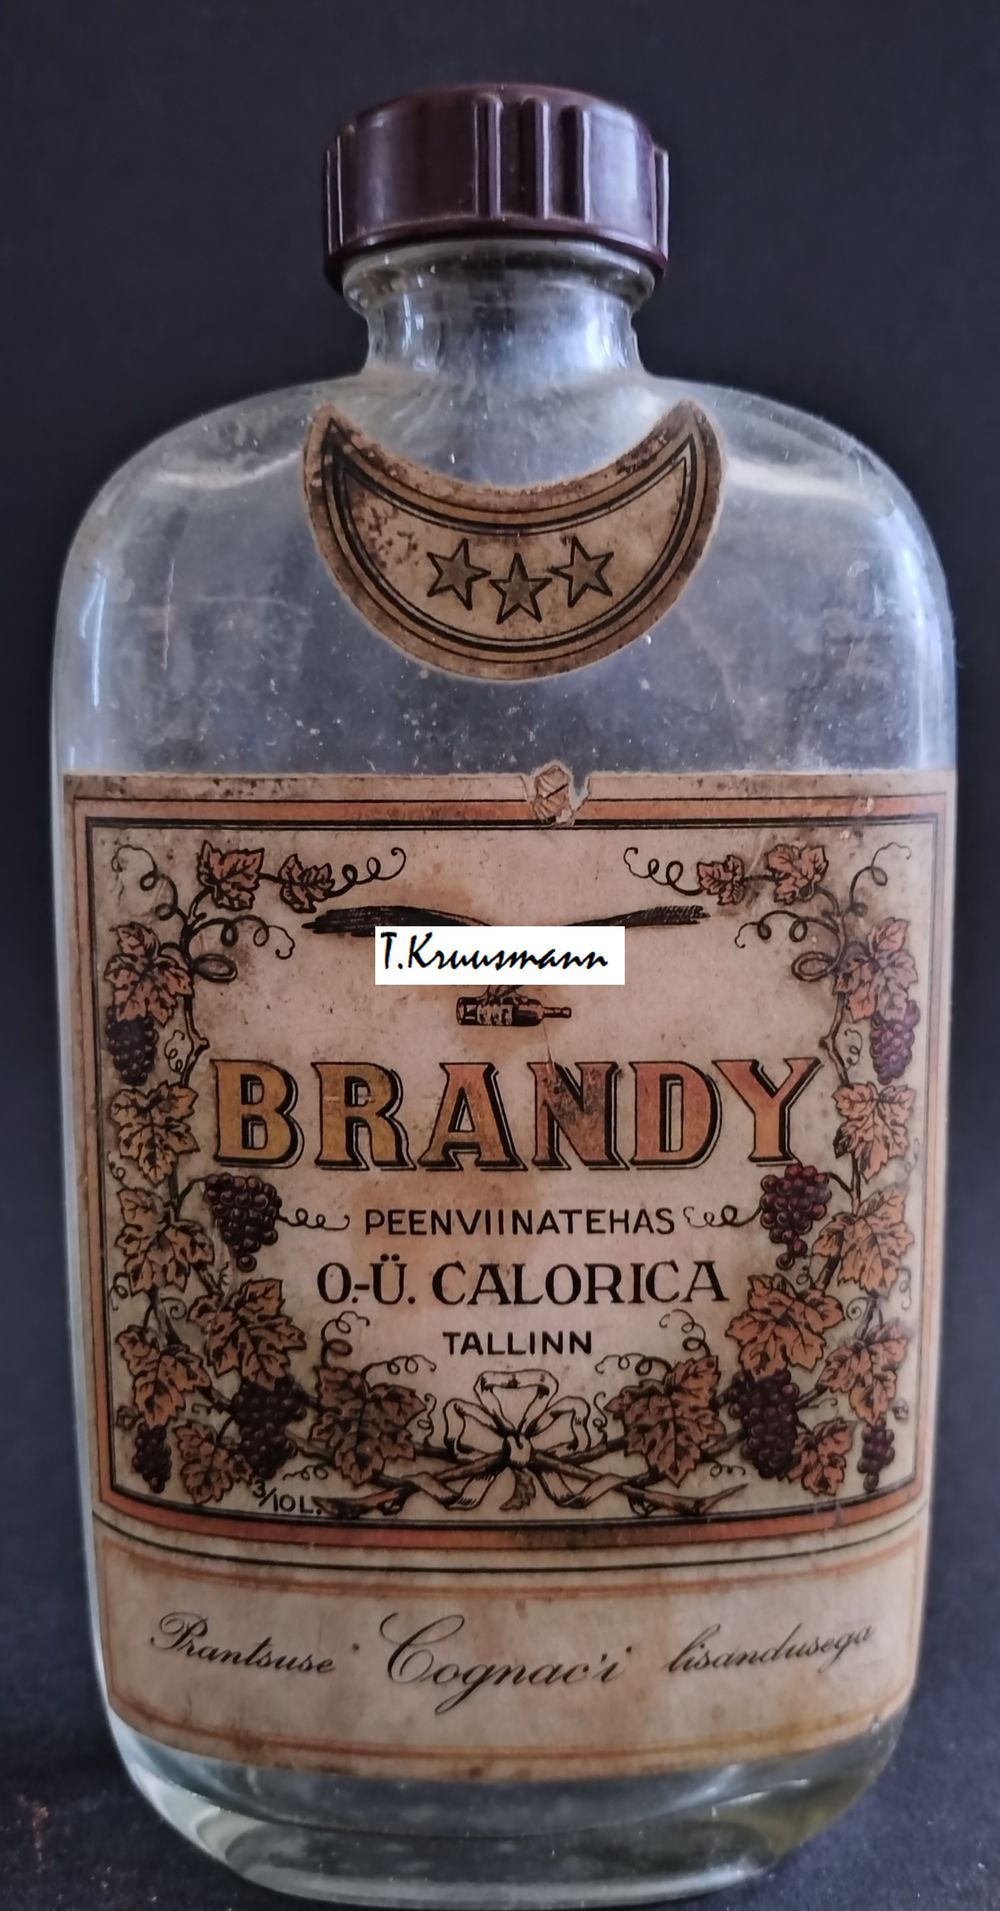 T.Kruusmann
BRANDY
PEENVIINATEHAS
O.-Ü. CALORICA
TALLINN
3/10 L.
Prantsuse Cognac'i lisandusega